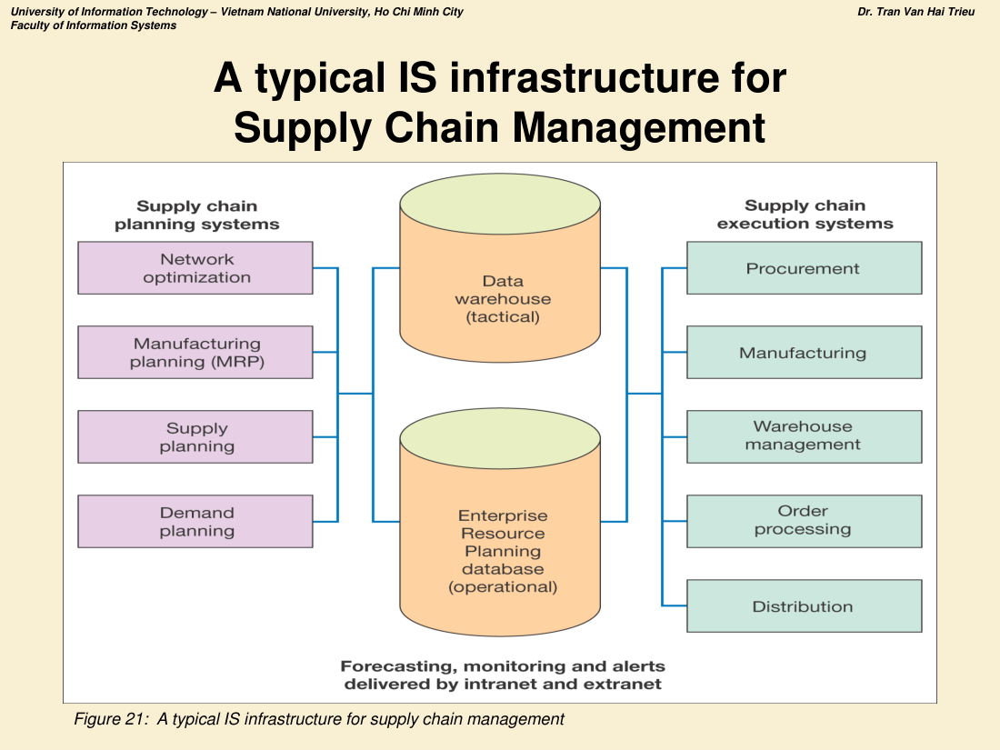 University of Information Technology – Vietnam National University, Ho Chi Minh City
Faculty of Information Systems
Dr. Tran Van Hai Trieu
A typical IS infrastructure for
Supply Chain Management
Supply chain
planning systems
Network
optimization
Manufacturing
planning (MRP)
Supply
planning
Demand
planning
Data
warehouse
(tactical)
Enterprise
Resource
Planning
database
(operational)
Supply chain
execution systems
Procurement
Manufacturing
Warehouse
management
Order
processing
Distribution
Forecasting, monitoring and alerts
delivered by intranet and extranet
Figure 21: A typical IS infrastructure for supply chain management